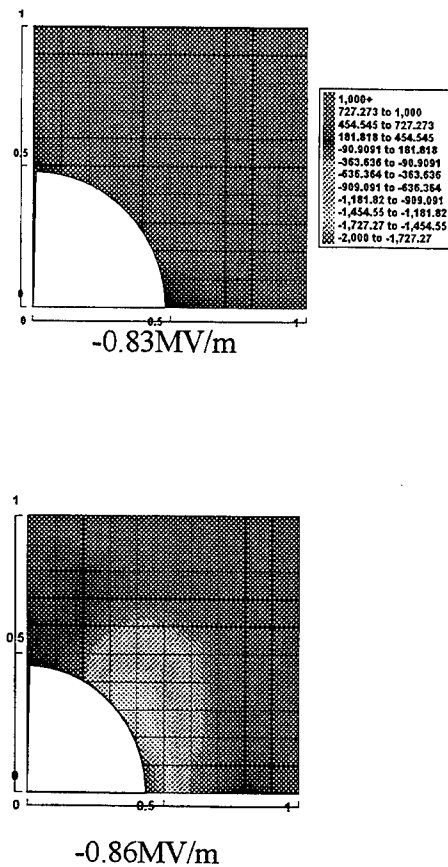 1
0.5
0
0
0.5
1
1,000+
727.273 to 1,000
454.545 to 727.273
181.818 to 454.545
-90.9091 to 181.818
-363.636 to -90.9091
-636.364 to -363.636
-909.091 to -636.364
-1,181.82 to -909.091
-1,454.55 to -1,181.82
-1,727.27 to -1,454.55
-2,000 to -1,727.27
-0.83MV/m
1
0.5
0
0
0.5
1
-0.86MV/m